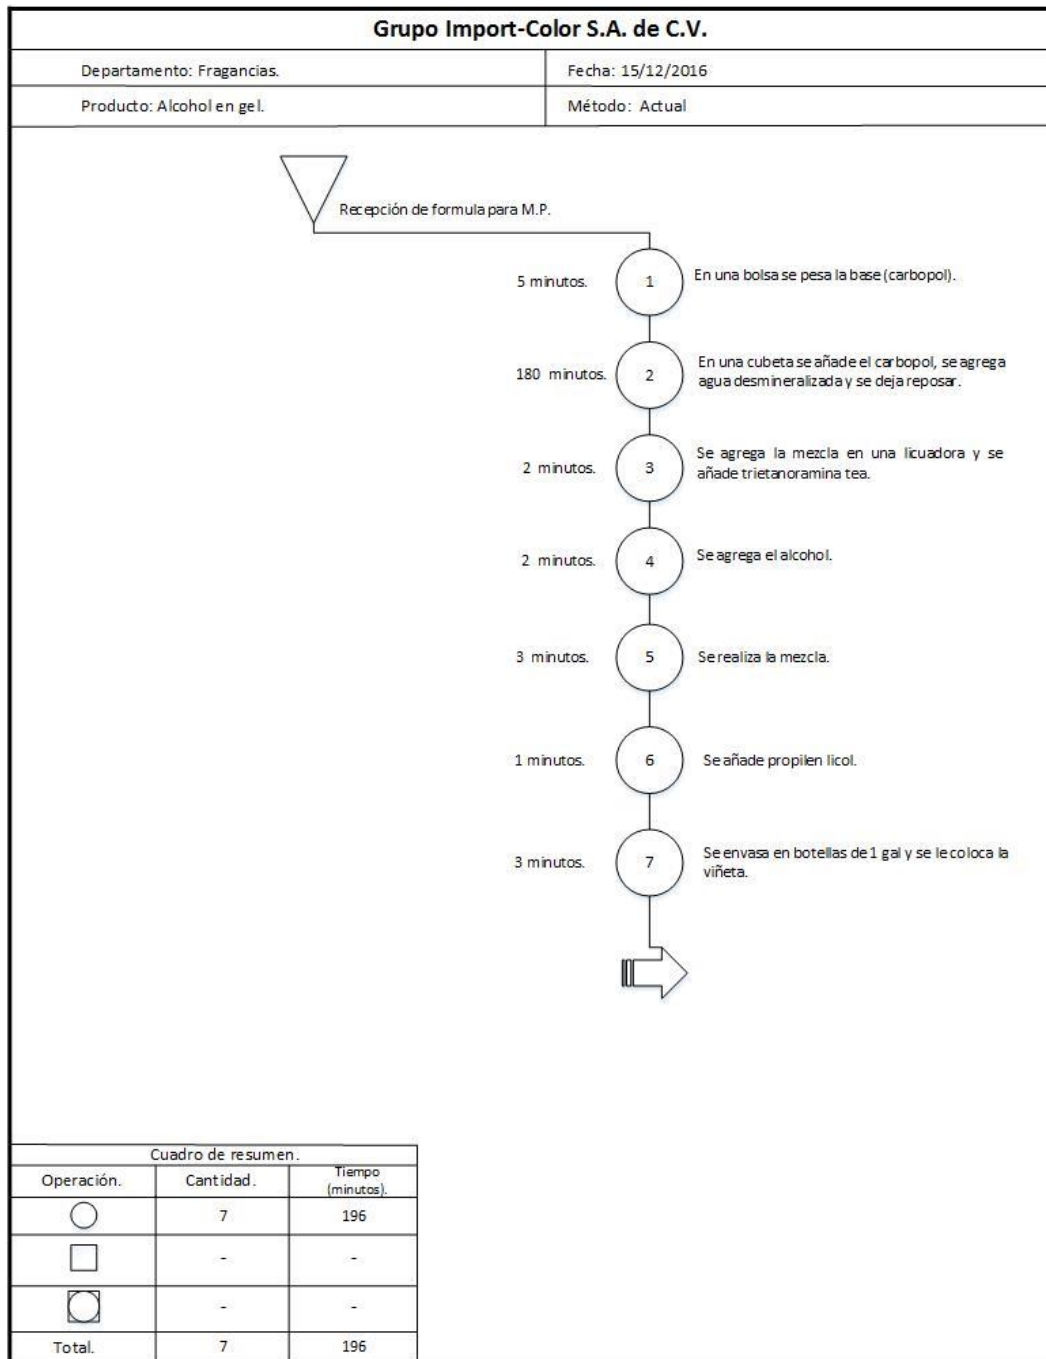 Grupo Import-Color S.A. de C.V.
Departamento: Fragancias.
Fecha: 15/12/2016
Producto: Alcohol en gel.
Método: Actual
Recepción de formula para M.P.
5 minutos.
1
En una bolsa se pesa la base (carbopol).
180 minutos.
2
En una cubeta se añade el carbopol, se agrega
agua desmineralizada y se deja reposar.
2 minutos.
3
Se agrega la mezcla en una licuadora y se
añade trietanoramina tea.
2 minutos.
4
Se agrega el alcohol.
3 minutos.
5
Se realiza la mezcla.
1 minutos.
6
Se añade propilen licol.
3 minutos.
7
Se envasa en botellas de 1 gal y se le coloca la
viñeta.
Cuadro de resumen.
Operación.
Cantidad.
Tiempo
(minutos).
7
196
-
-
-
-
Total.
7
196